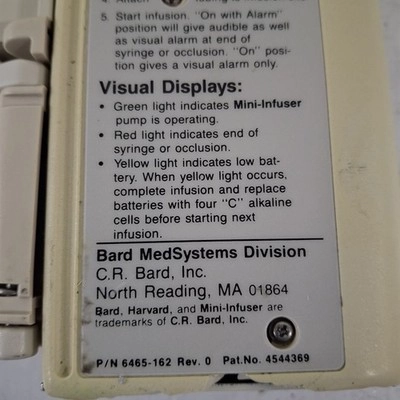 5. Start infusion. "On with Alarm"
position will give audible as well
as visual alarm at end of
syringe or occlusion. "On" posi-
tion gives a visual alarm only.
Visual Displays:
• Green light indicates Mini-Infuser
pump is operating.
• Red light indicates end of
syringe or occlusion.
• Yellow light indicates low bat-
tery. When yellow light occurs,
complete infusion and replace
batteries with four "C" alkaline
cells before starting next
infusion.
Bard MedSystems Division
C.R. Bard, Inc.
North Reading, MA 01864
Bard, Harvard, and Mini-Infuser are
trademarks of C.R. Bard, Inc.
P/N 6465-162 Rev. 0 Pat.No. 4544369